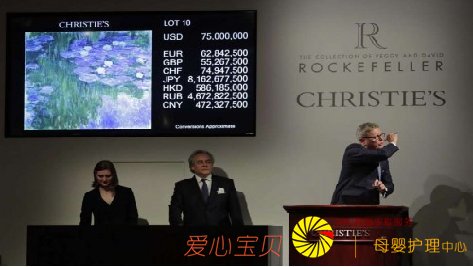 CHRISTIE'S
LOT 10
USD 75,000,000
EUR 62,842,500
GBP 55,267,500
CHF 74,947,500
JPY 8,162,677,500
HKD 586,185,000
RUB 4,672,822,500
CNY 472,327,500
Conversions Approximate
R
THE COLLECTION OF PEGGY AND DAVID
ROCKEFELLER
CHRISTIE'S
CHRISTIE'S
爱心宝贝
母婴护理中心